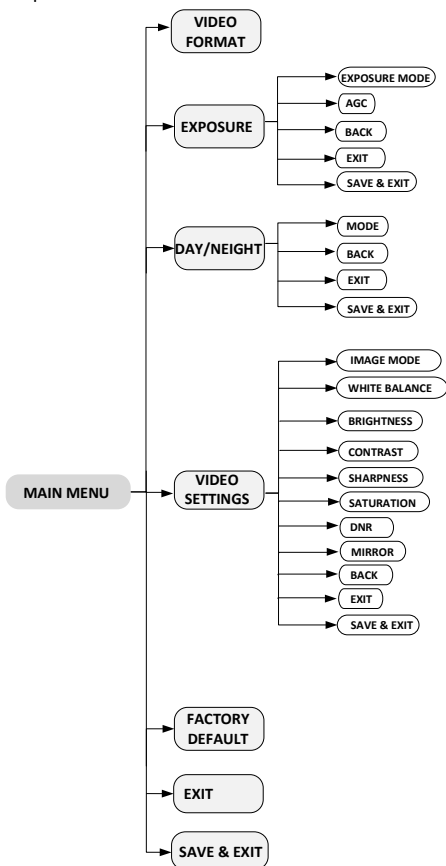 VIDEO
FORMAT
EXPOSURE
EXPOSURE MODE
AGC
BACK
EXIT
SAVE & EXIT
DAY/NEIGHT
MODE
BACK
EXIT
SAVE & EXIT
MAIN MENU
VIDEO
SETTINGS
IMAGE MODE
WHITE BALANCE
BRIGHTNESS
CONTRAST
SHARPNESS
SATURATION
DNR
MIRROR
BACK
EXIT
SAVE & EXIT
FACTORY
DEFAULT
EXIT
SAVE & EXIT